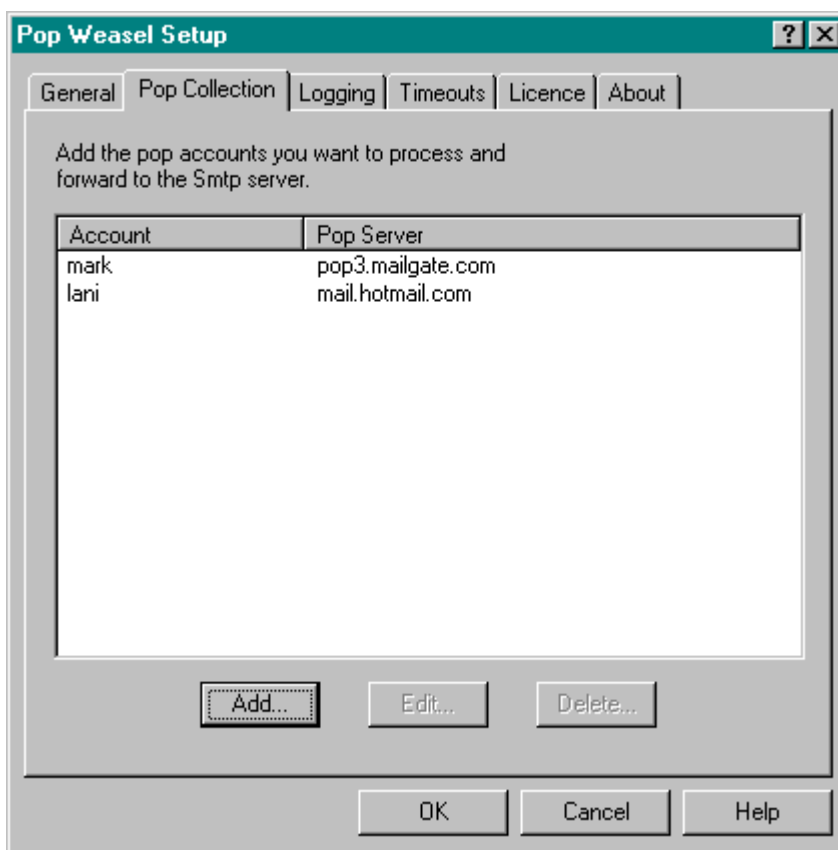 Pop Weasel Setup
General Pop Collection Logging Timeouts Licence About
Add the pop accounts you want to process and
forward to the Smtp server.
Account Pop Server
mark pop3.mailgate.com
lani mail.hotmail.com
Add... Edit... Delete...
OK Cancel Help